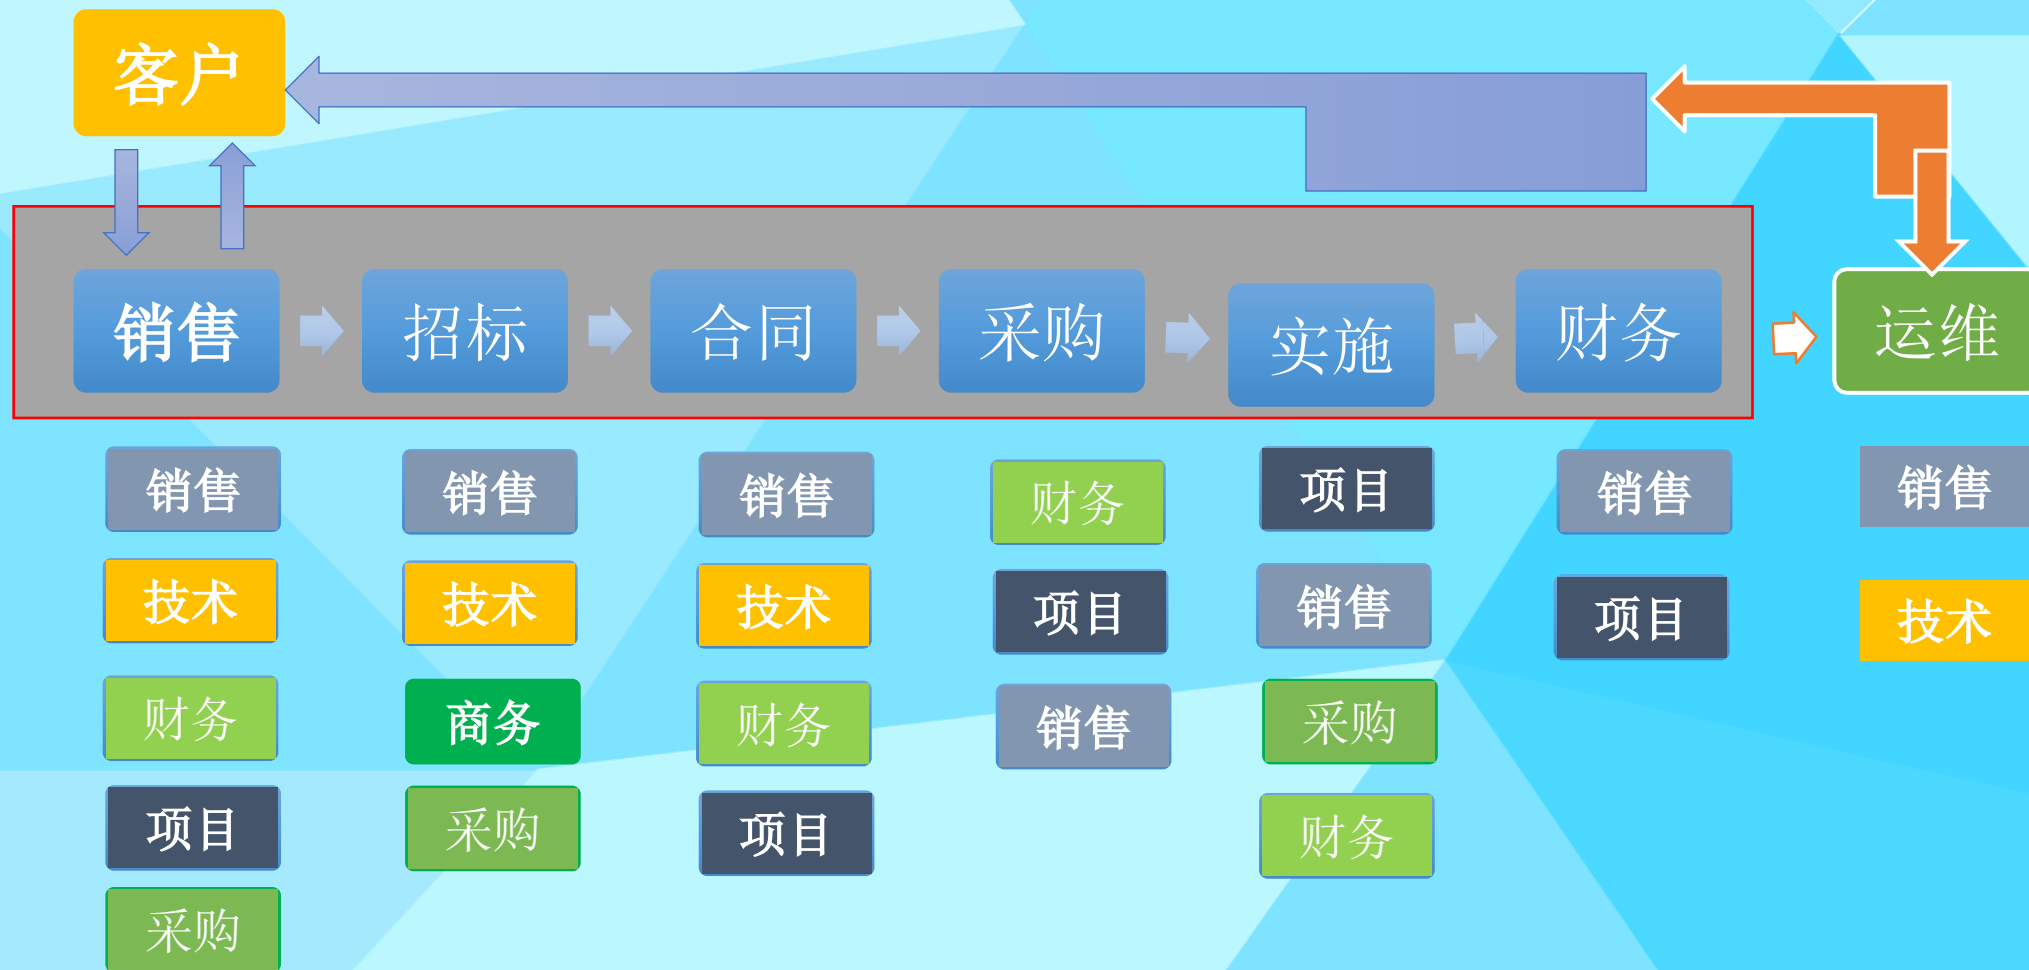 客户
销售
招标
合同
采购
实施
财务
运维
销售
技术
财务
项目
采购
销售
技术
商务
采购
销售
技术
财务
项目
财务
项目
销售
项目
销售
采购
财务
销售
项目
销售
技术